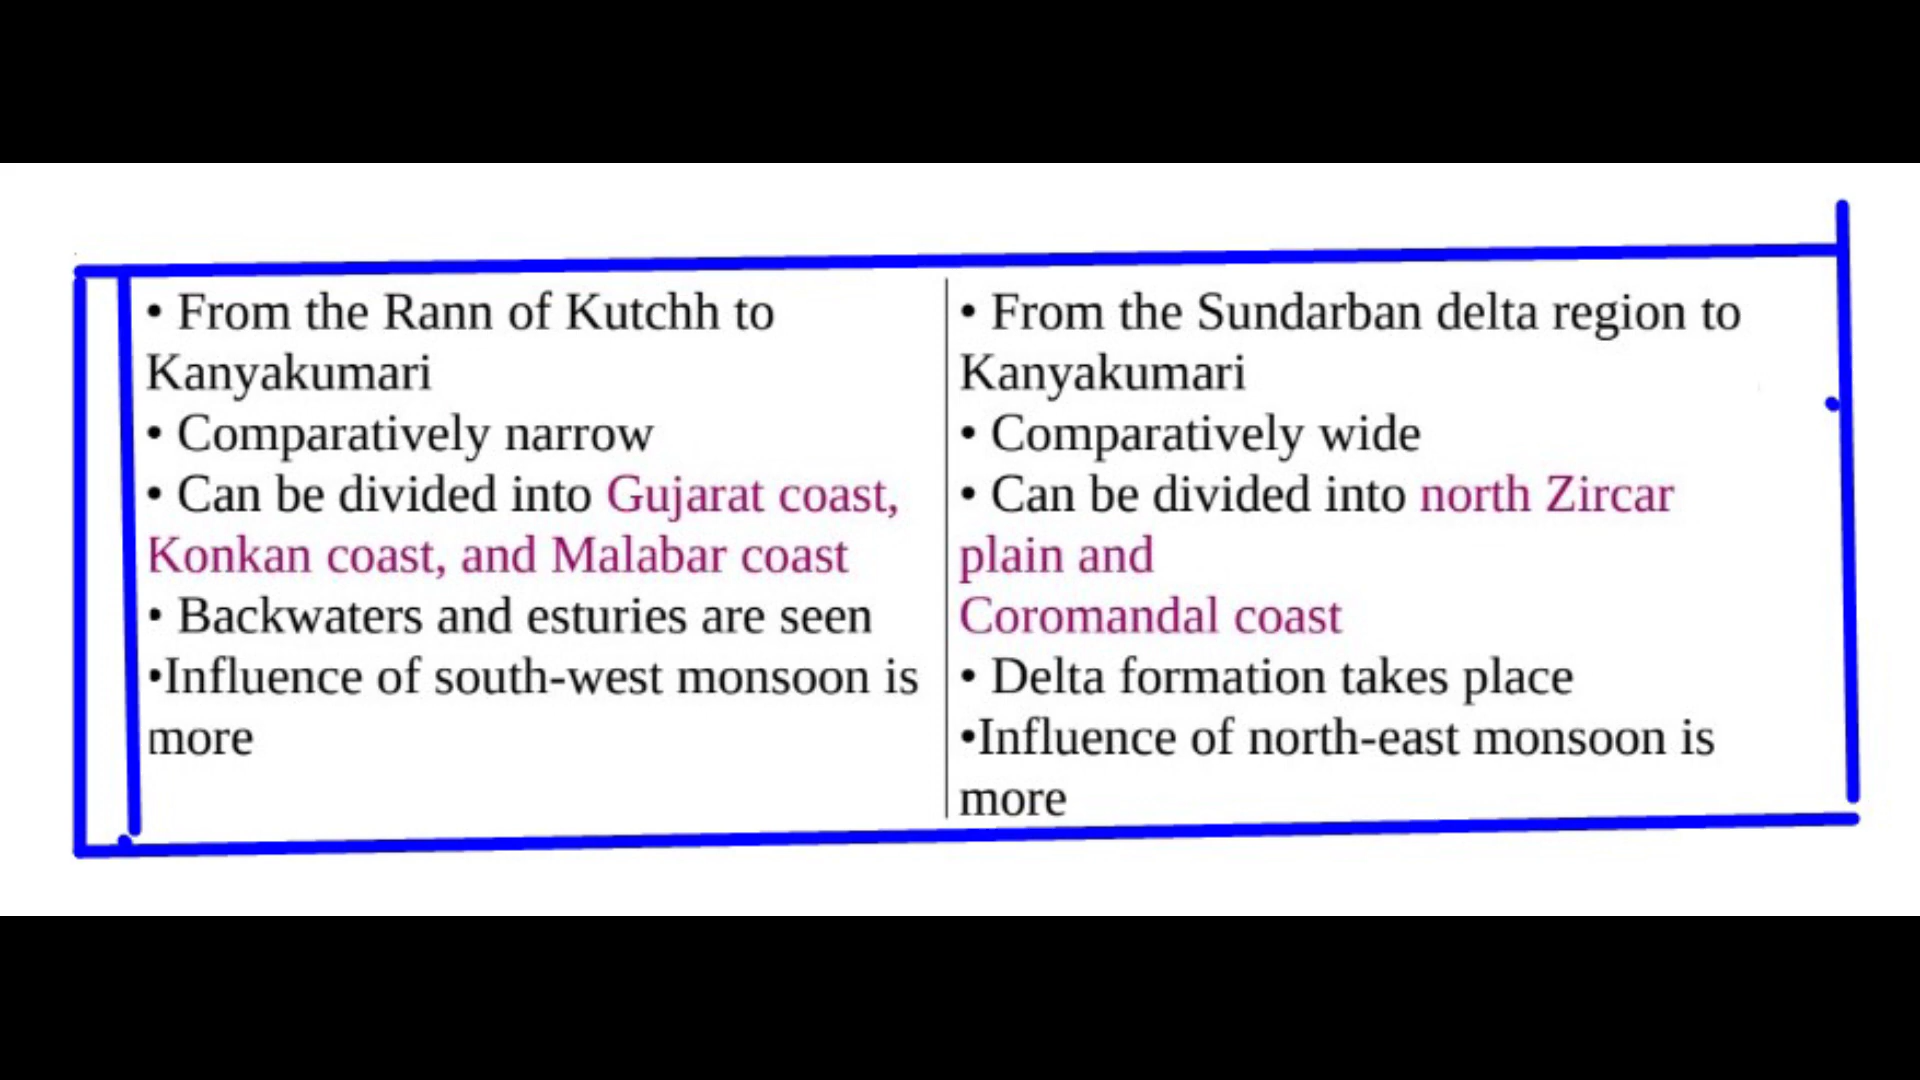 • From the Rann of Kutchh to
Kanyakumari
• Comparatively narrow
• Can be divided into Gujarat coast,
Konkan coast, and Malabar coast
• Backwaters and esturies are seen
•Influence of south-west monsoon is
more
• From the Sundarban delta region to
Kanyakumari
• Comparatively wide
• Can be divided into north Zircar
plain and
Coromandal coast
• Delta formation takes place
•Influence of north-east monsoon is
more